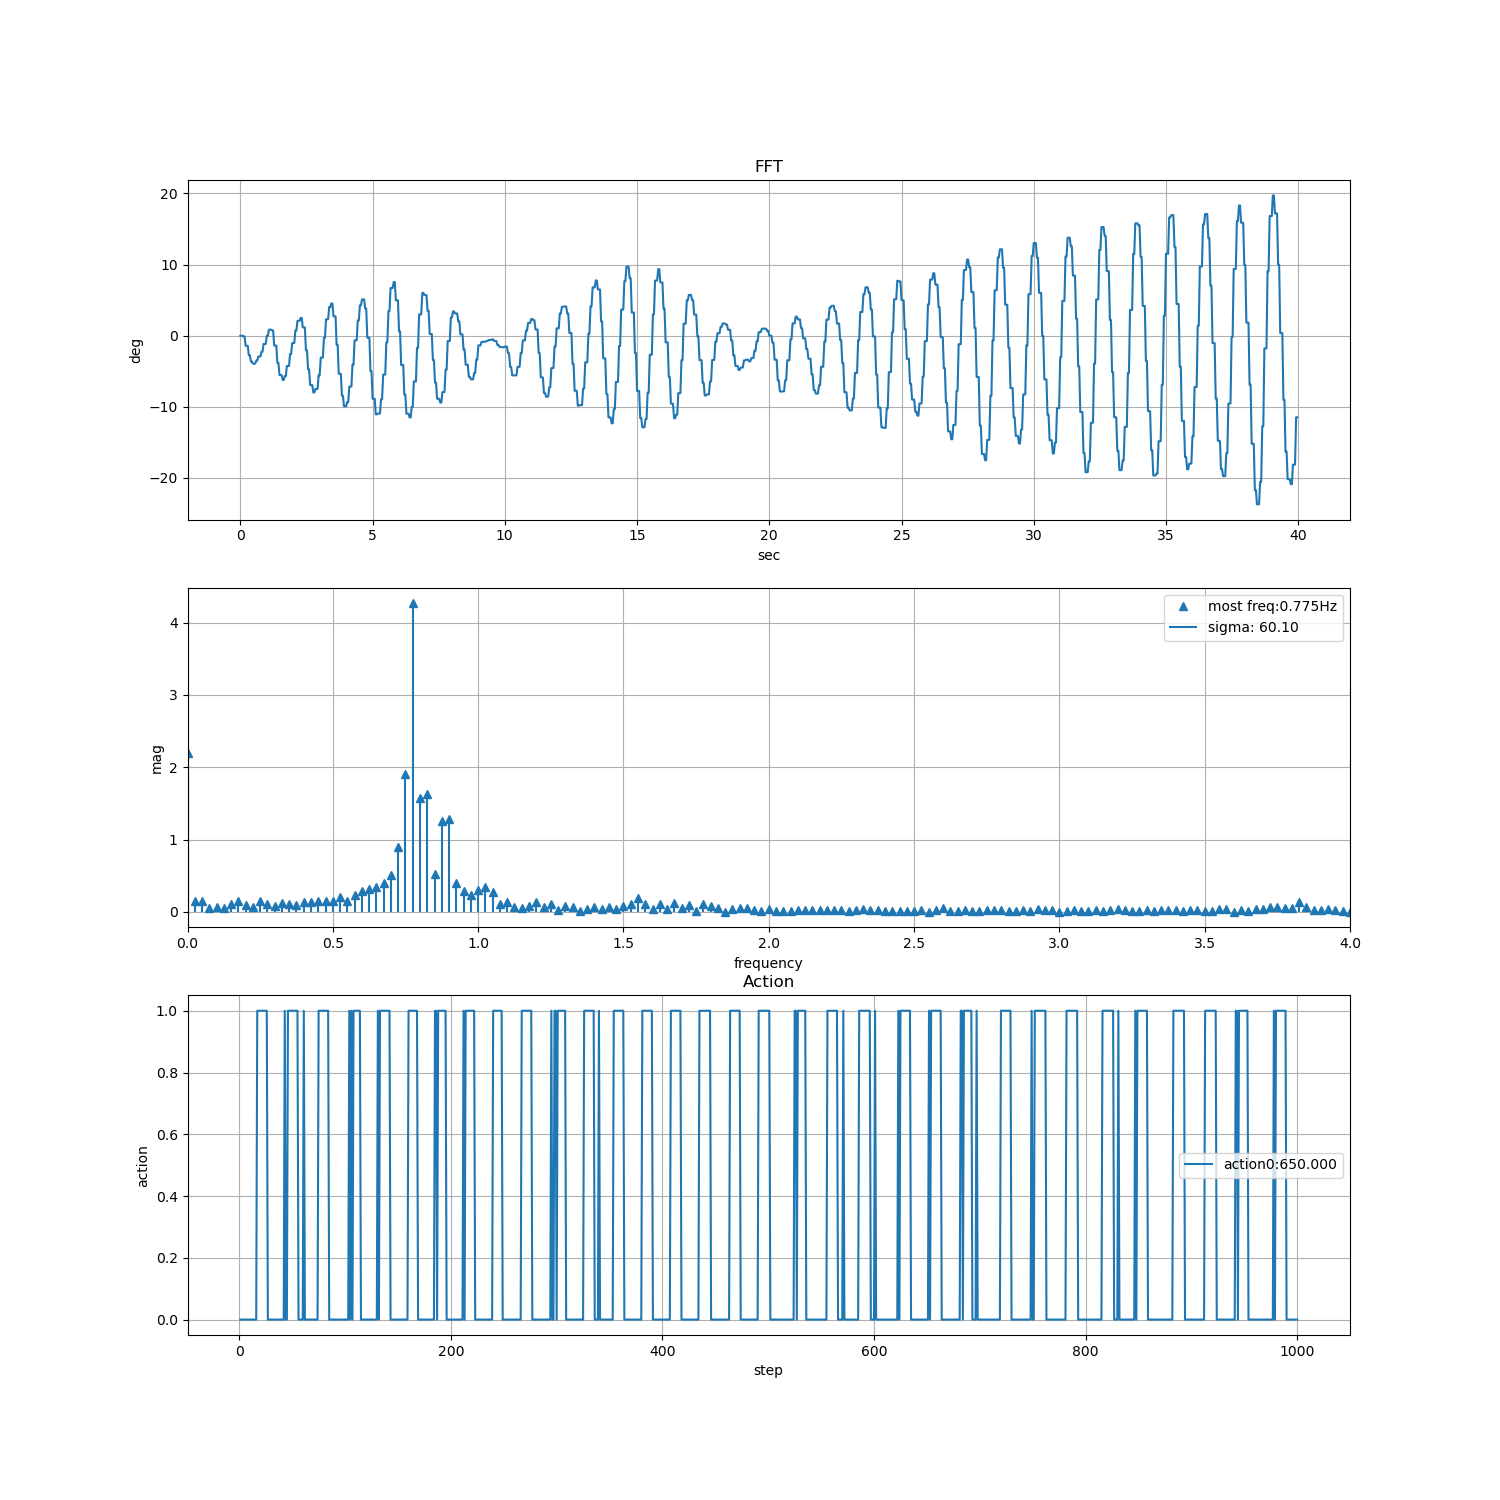 FFT
20
10
0
−10
−20
deg
0 5 10 15 20 25 30 35 40
sec
most freq:0.775Hz
sigma: 60.10
4
3
2
1
0
mag
0.0 0.5 1.0 1.5 2.0 2.5 3.0 3.5 4.0
frequency
Action
1.0
0.8
0.6
0.4
0.2
0.0
action
action0:650.000
0 200 400 600 800 1000
step